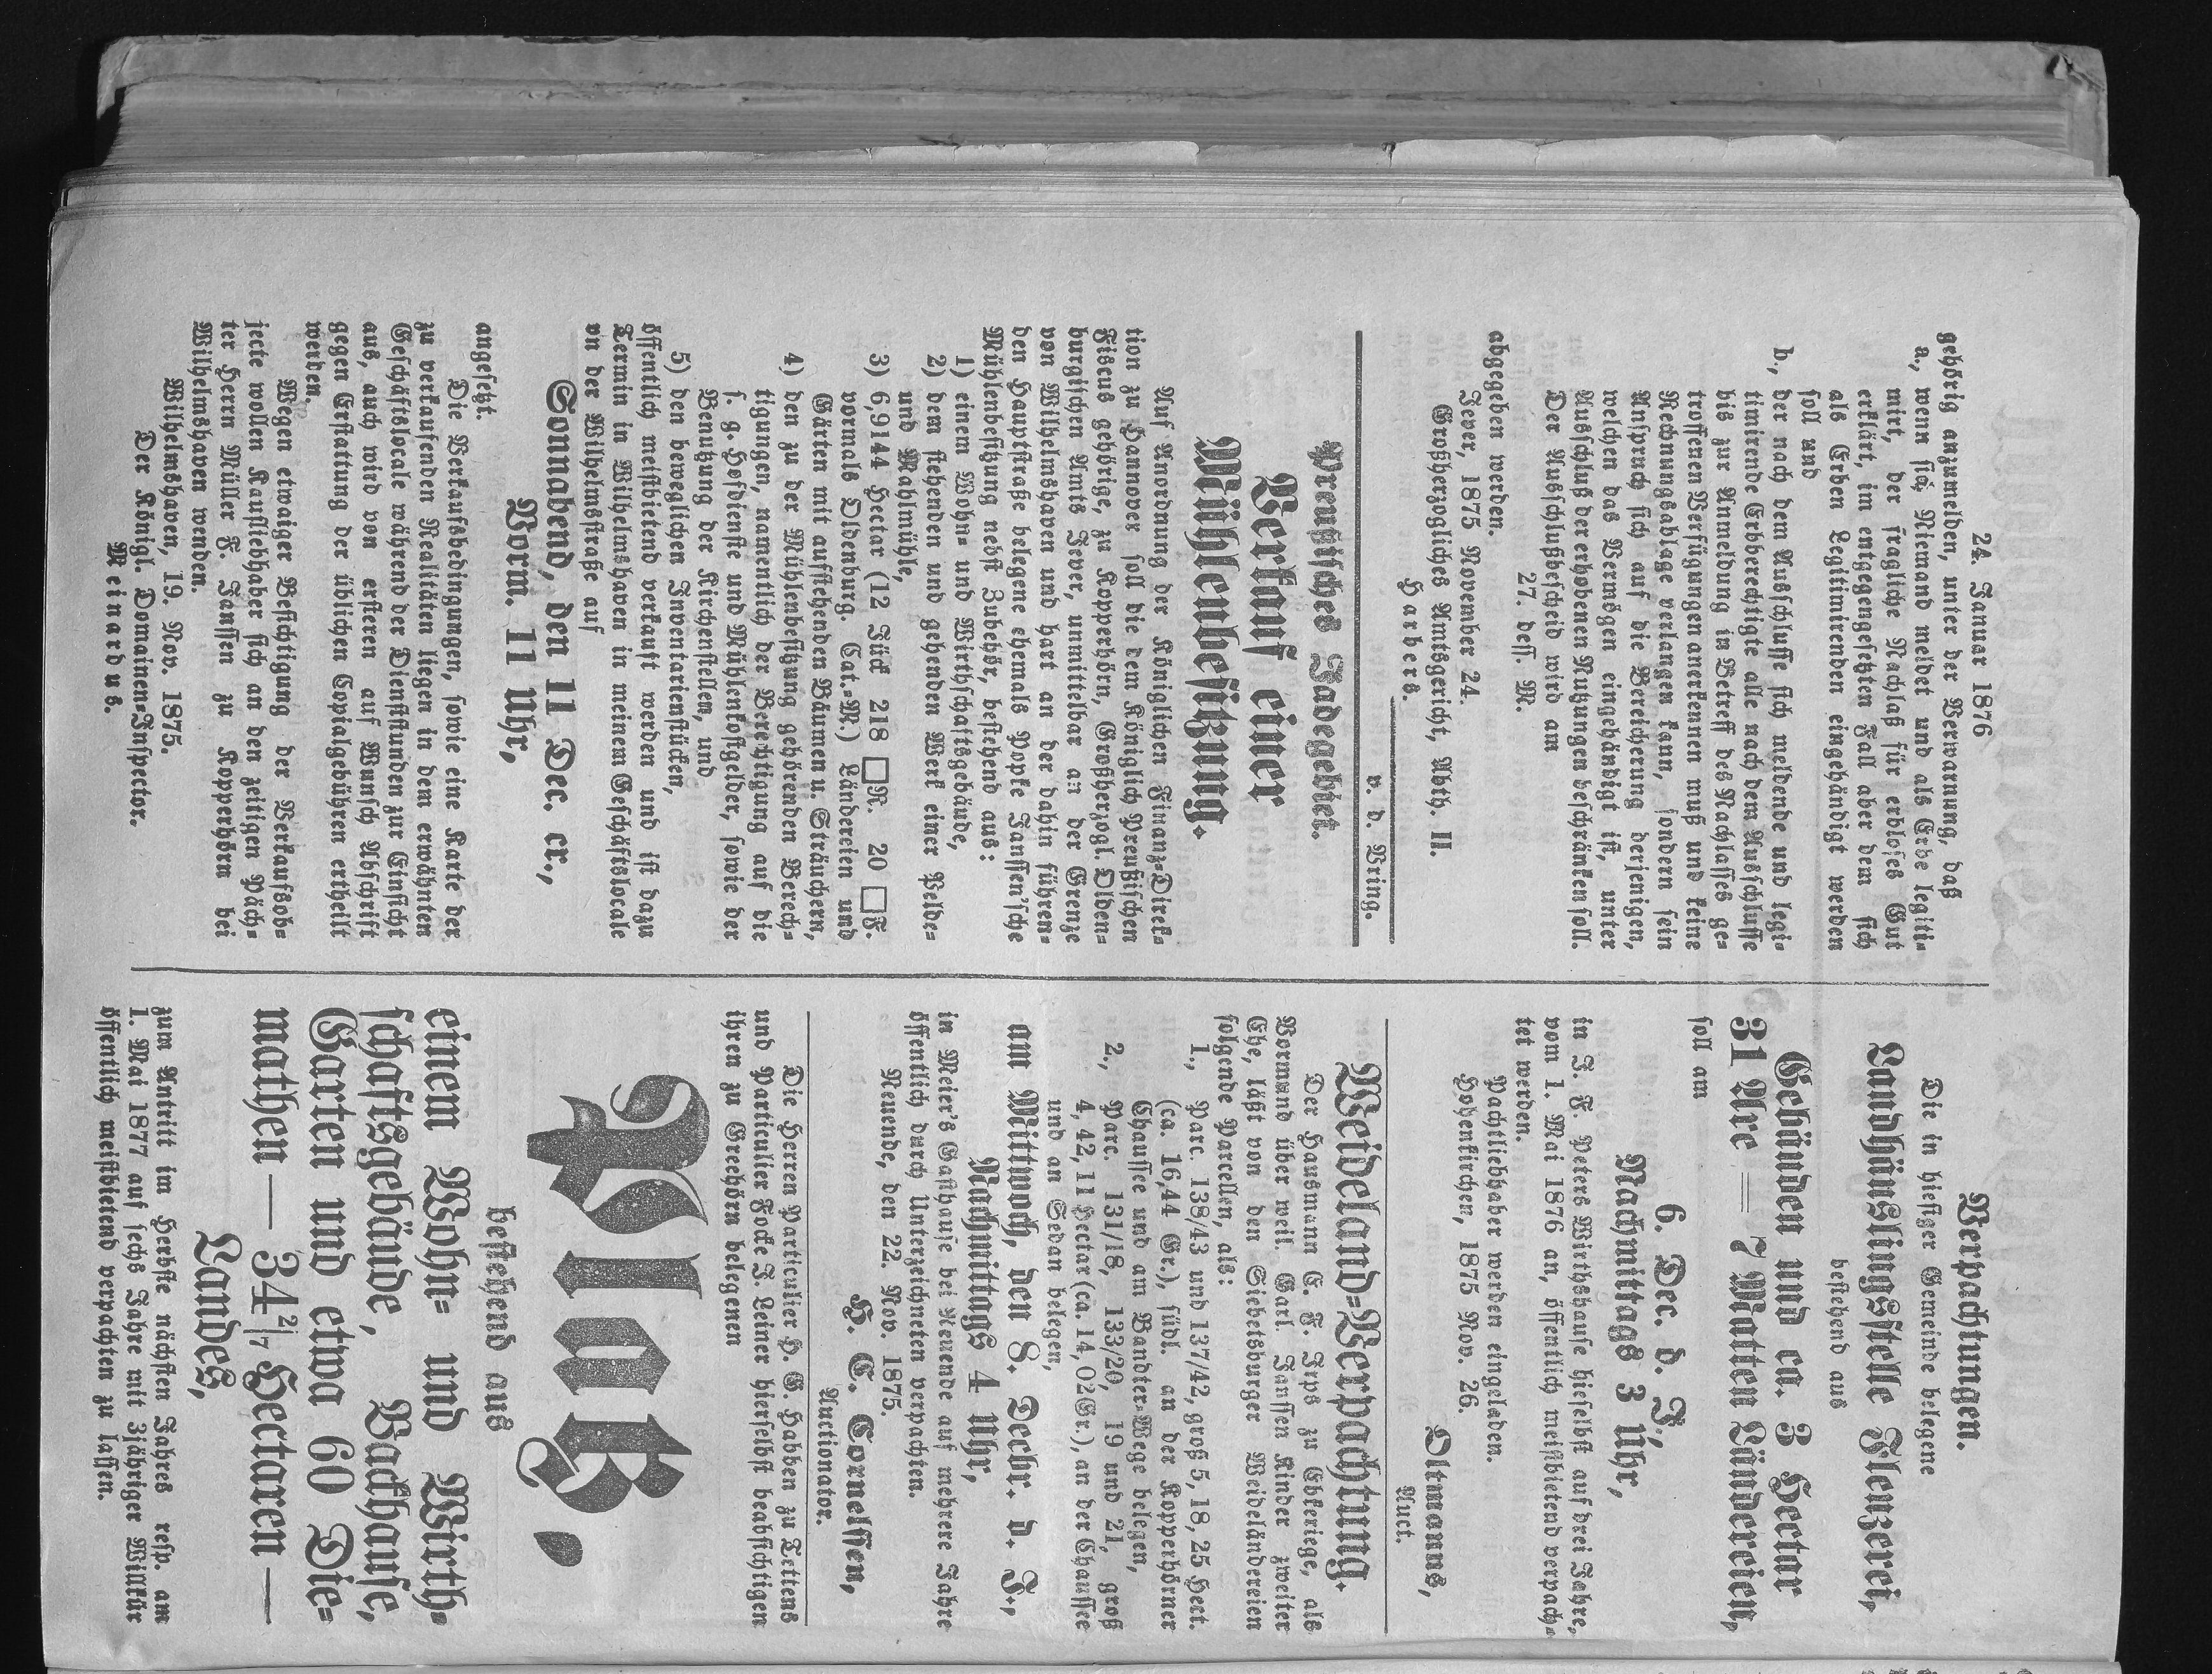 24. Januar 1876
gehörig anzumelden, unter der Verwarnung, daß
a., wenn sich Niemand meldet und als Erbe legiti-
mirt, der fragliche Nachlaß für erbloses Gut
erklärt, im entgegengesetzten Fall aber dem sich
als Erben Legitimirenden eingehändigt werden
soll und
b., der nach dem Ausschlusse sich meldende und legi-
timirende Erbberechtigte alle nach dem Ausschlusse
bis zur Anmeldung in Betreff des Nachlasses ge-
troffenen Verfügungen anerkennen muß und keine
Rechnungsablage verlangen kann, sondern sein
Anspruch sich auf die Bereicherung derjenigen,
welchen das Vermögen eingehändigt ist, unter
Ausschluß der erhobenen Nutzungen beschränken soll.
Der Ausschlußbescheid wird am
27. dess. M.
abgegeben werden.
Jever, 1875 November 24.
Großherzogliches Amtsgericht, Abth. II.
Harbers.
v. d. Vring.
Preußisches Jadegebiet.
Verkauf einer
Mühlenbesitzung.
Auf Anordnung der Königlichen Finanz-Direk-
tion zu Hannover soll die dem Königlich Preußischen
Fiscus gehörige, zu Kopperhörn, Großherzogl. Olden-
burgischen Amts Jever, unmittelbar an der Grenze
von Wilhelmshaven und hart an der dahin führen-
den Hauptstraße belegene ehemals Popke Janssen'sche
Mühlenbesitzung nebst Zubehör, bestehend aus:
1) einem Wohn- und Wirthschaftsgebäude,
2) dem stehenden und gehenden Werk einer Pelde-
und Mahlmühle,
3) 6,9144 Hectar (12 Jück 218 □R. 20 □F.
vormals Oldenburg. Cat.-M.) Ländereien und
Gärten mit aufstehenden Bäumen u. Sträuchern,
4) den zu der Mühlenbesitzung gehörenden Berech-
tigungen, namentlich der Berechtigung auf die
s. g. Hofdienste und Mühlenkostgelder, sowie der
Benutzung der Kirchenstellen, und
5) den beweglichen Inventarienstücken,
öffentlich meistbietend verkauft werden und ist dazu
Termin in Wilhelmshaven in meinem Geschäftslocale
an der Wilhelmstraße auf
Sonnabend, den 11 Dec. cr.,
Vorm. 11 Uhr,
angesetzt.
Die Verkaufsbedingungen, sowie eine Karte der
zu verkaufenden Realitäten liegen in dem erwähnten
Geschäftslocale während der Dienststunden zur Einsicht
aus, auch wird von ersteren auf Wunsch Abschrift
gegen Erstattung der üblichen Copialgebühren ertheilt
werden.
Wegen etwaiger Besichtigung der Verkaufsob-
jecte wollen Kaufliebhaber sich an den zeitigen Päch-
ter Herrn Müller F. Janssen zu Kopperhörn bei
Wilhelmshaven wenden.
Wilhelmshaven, 19. Nov. 1875.
Der Königl. Domainen-Inspector.
Meinardus.
Verpachtungen.
Die in hiesiger Gemeinde belegene
Landhäuslingsstelle Flenzerei,
bestehend aus
Gebäuden und ca. 3 Hectar
31 Are = 7 Matten Ländereien,
soll am
6. Dec. d. J.,
Nachmittags 3 Uhr,
in J. F. Peters Wirthshause hieselbst auf drei Jahre,
vom 1. Mai 1876 an, öffentlich meistbietend verpach-
tet werden.
Pachtliebhaber werden eingeladen.
Hohenkirchen, 1875 Nov. 26.
Oltmanns,
Auct.
Weideland-Verpachtung.
Der Hausmann E. F. Irps zu Ebkeriege, als
Vormund über weil. Carl. Janssen Kinder zweiter
Ehe, läßt von den Siebetsburger Weideländereien
folgende Parcellen, als:
1., Parc. 138/43 und 137/42, groß 5, 18, 25 Hect.
(ca. 16,44 Gr.), südl. an der Kopperhörner
Chaussee und am Bandter-Wege belegen,
2., Parc. 131/18, 133/20, 19 und 21, groß
4, 42, 11 Hectar (ca. 14, 02 Gr.), an der Chaussee
und an Sedan belegen,
am Mittwoch, den 8. Decbr. d. J.,
Nachmittags 4 Uhr,
in Meier's Gasthause bei Neuende auf mehrere Jahre
öffentlich durch Unterzeichneten verpachten.
Neuende, den 22. Nov. 1875.
H. C. Cornelssen,
Auctionator.
Die Herren Particulier H. G. Habben zu Tettens
und Particulier Focke J Leiner hierselbst beabsichtigen
ihren zu Greehörn belegenen
Hof,
bestehend aus
einem Wohn- und Wirth-
schaftsgebäude, Backhause,
Garten und etwa 60 Die-
mathen — 34 2/7 Hectaren —
Landes,
zum Antritt im Herbste nächsten Jahres resp. am
1. Mai 1877 auf sechs Jahre mit 3jähriger Willkür
öffentlich meistbietend verpachten zu lassen.